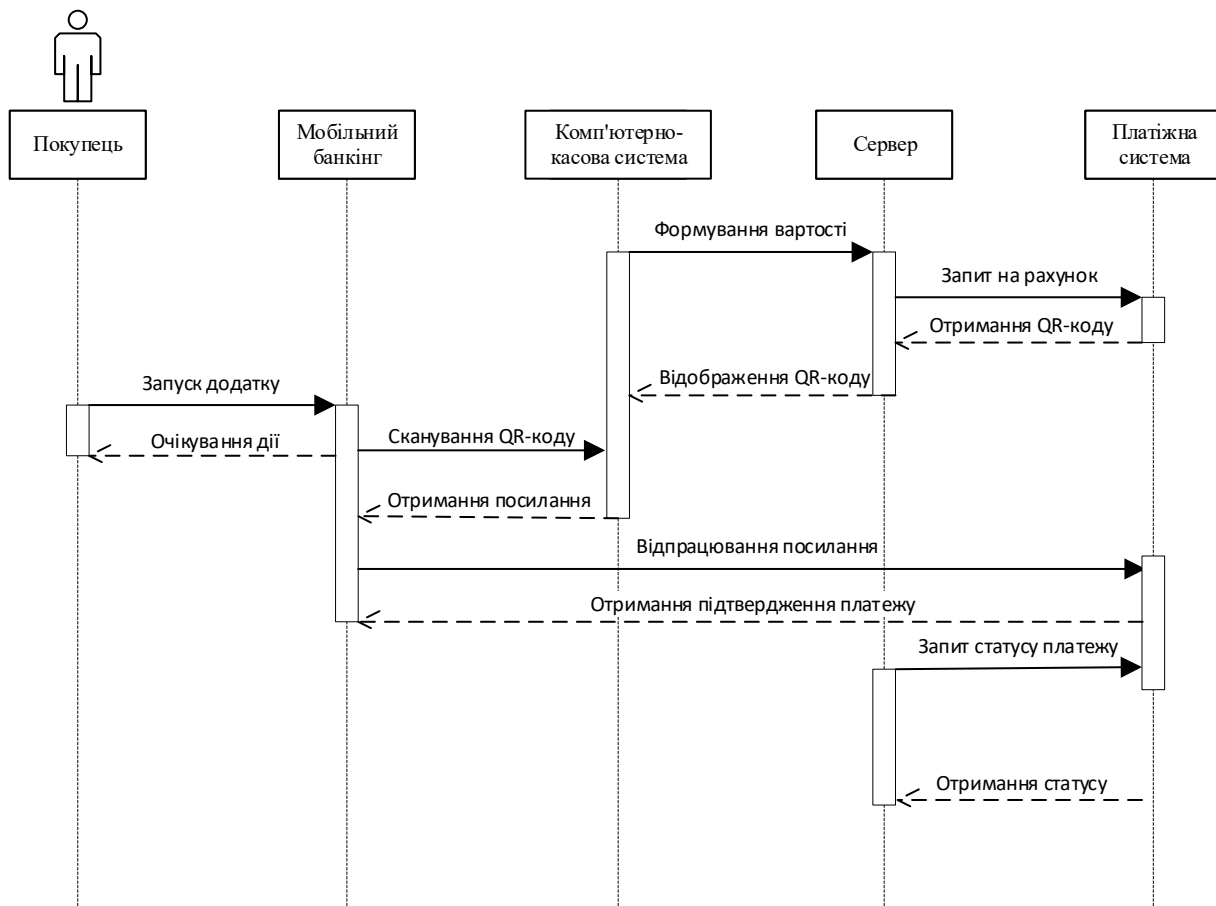 Покупець
Мобільний
банкінг
Комп'ютерно-
касова система
Сервер
Платіжна
система
Формування вартості
Запит на рахунок
Отримання QR-коду
Відображення QR-коду
Запуск додатку
Очікування дії
Сканування QR-коду
Отримання посилання
Відпрацювання посилання
Отримання підтвердження платежу
Запит статусу платежу
Отримання статусу